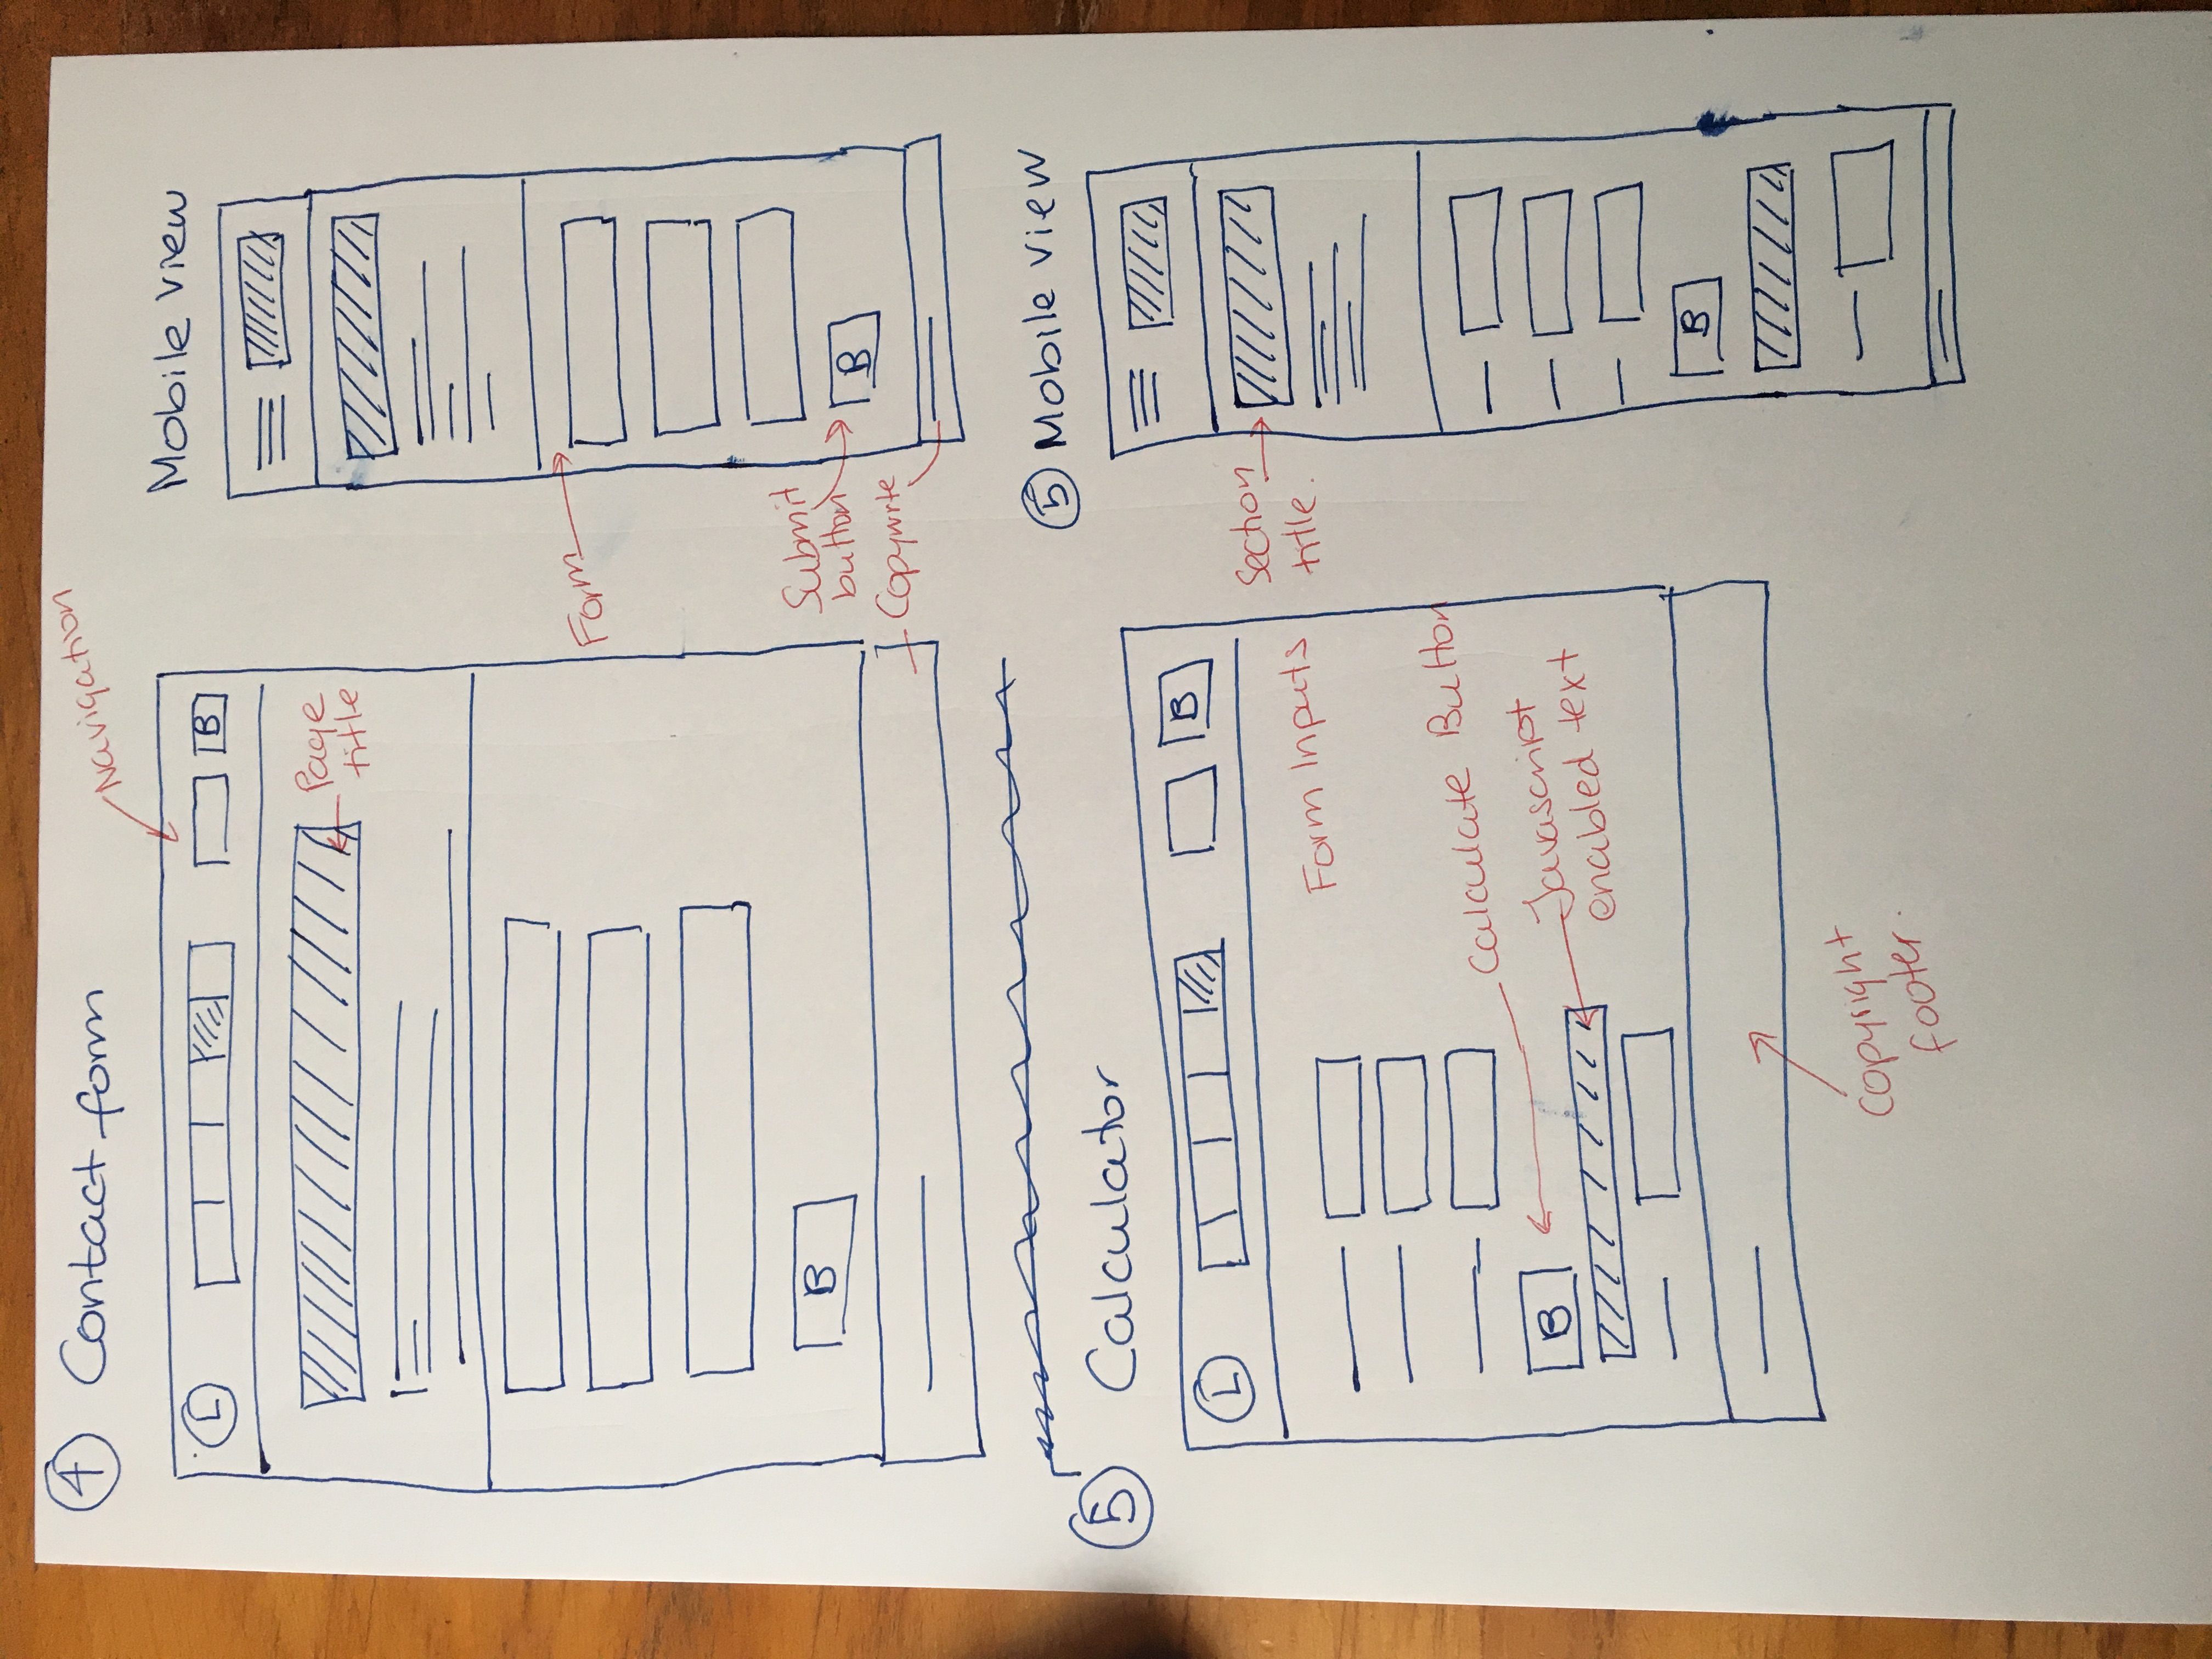 4 Contact form
Navigation
L
B
Page
title
B
Mobile view
Form
Submit
button
B
Copywrte
5 Calculator
L
B
Form Inputs
Calculate Button
B
Javascript
enabled text
Copyright
footer.
5 Mobile view
Section
title.
B